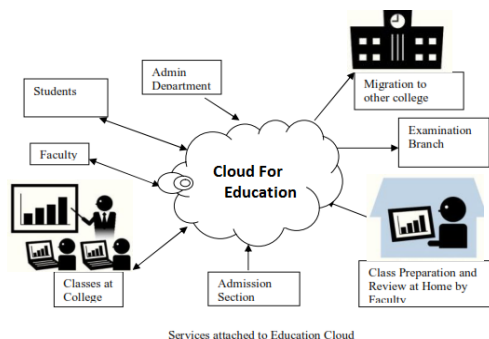 Admin
Department
Students
Migration to
other college
Faculty
Examination
Branch
Cloud For
Education
Classes at
College
Admission
Section
Class Preparation and
Review at Home by
Faculty
Services attached to Education Cloud